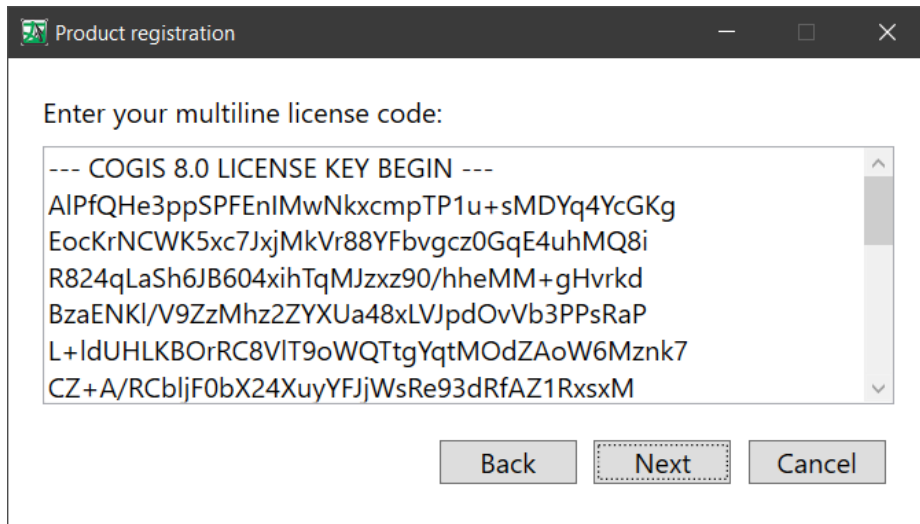 Product registration
Enter your multiline license code:
--- COGIS 8.0 LICENSE KEY BEGIN ---
AlPfQHe3ppSPFEnIMwNkxcmpTP1u+sMDYq4YcGKg
EocKrNCWK5xc7JxjMkVr88YFbvgcz0GqE4uhMQ8i
R824qLaSh6JB604xihTqMJzxz90/hheMM+gHvrkd
BzaENKl/V9ZzMhz2ZYXUa48xLVJpdOvVb3PPsRaP
L+ldUHLKBOrRC8VlT9oWQTtgYqtMOdZAoW6Mznk7
CZ+A/RCbljF0bX24XuyYFJjWsRe93dRfAZ1RxsxM
Back Next Cancel